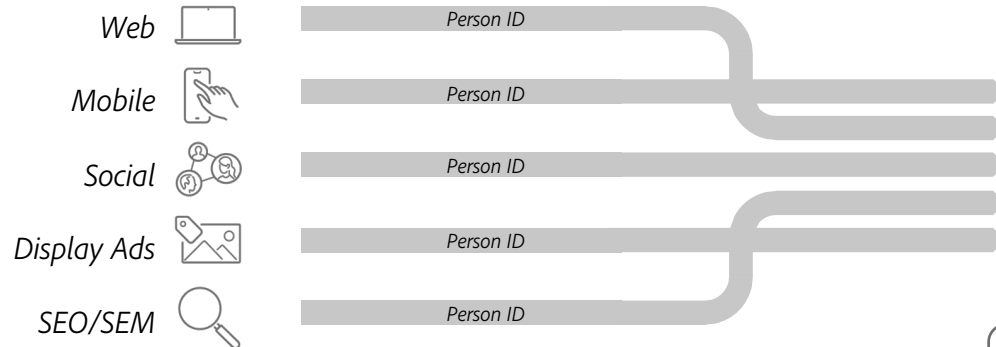 Web
Person ID
Mobile
Person ID
Social
Person ID
Display Ads
Person ID
SEO/SEM
Person ID